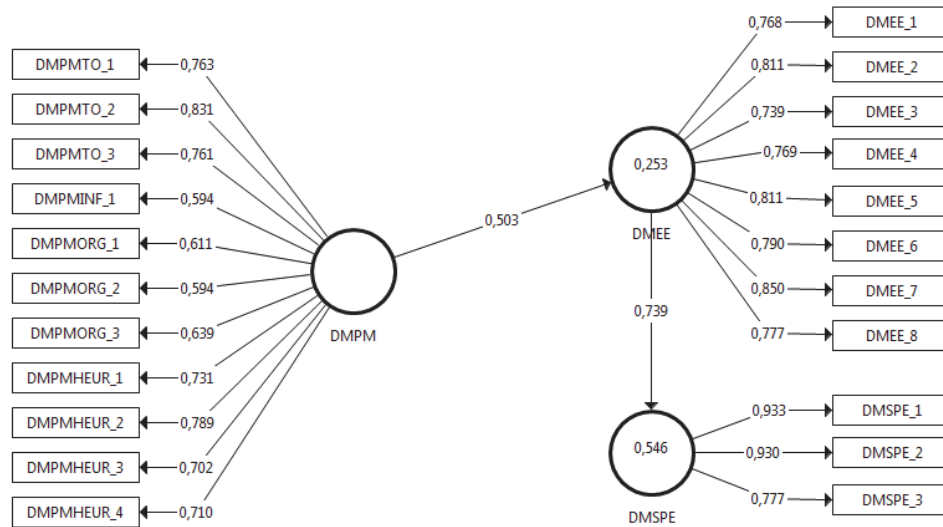 DMPMTO_1
0,763
DMPMTO_2
0,831
DMPMTO_3
0,761
DMPMINF_1
0,594
DMPMORG_1
0,611
DMPMORG_2
0,594
DMPMORG_3
0,639
DMPMHEUR_1
0,731
DMPMHEUR_2
0,789
DMPMHEUR_3
0,702
DMPMHEUR_4
0,710
DMPM
0,503
0,253
DMEE
0,768
DMEE_1
0,811
DMEE_2
0,739
DMEE_3
0,769
DMEE_4
0,811
DMEE_5
0,790
DMEE_6
0,850
DMEE_7
0,777
DMEE_8
0,739
0,546
DMSPE
0,933
DMSPE_1
0,930
DMSPE_2
0,777
DMSPE_3